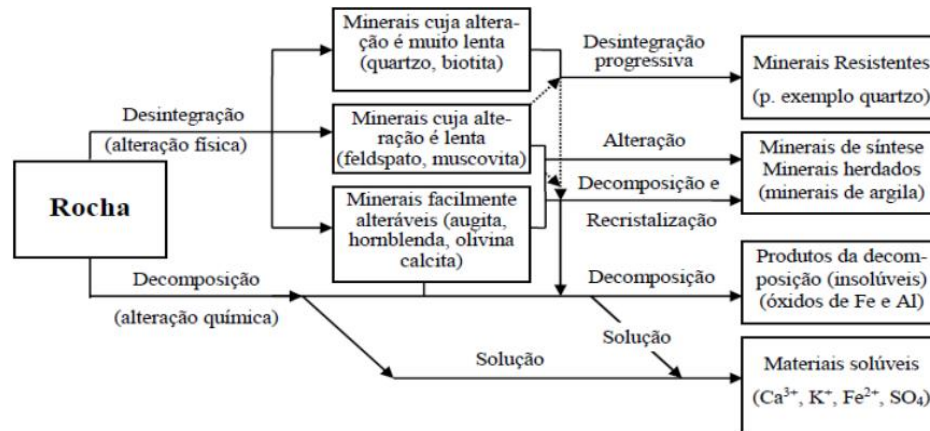 Rocha
Desintegração
(alteração física)
Decomposição
(alteração química)
Minerais cuja altera-
ção é muito lenta
(quartzo, biotita)
Minerais cuja alte-
ração é lenta
(feldspato, muscovita)
Minerais facilmente
alteráveis (augita,
hornblenda, olivina
calcita)
Desintegração
progressiva
Alteração
Decomposição e
Recristalização
Decomposição
Solução
Solução
Minerais Resistentes
(p. exemplo quartzo)
Minerais de síntese
Minerais herdados
(minerais de argila)
Produtos da decom-
posição (insolúveis)
(óxidos de Fe e Al)
Materiais solúveis
(Ca³⁺, K⁺, Fe²⁺, SO₄)